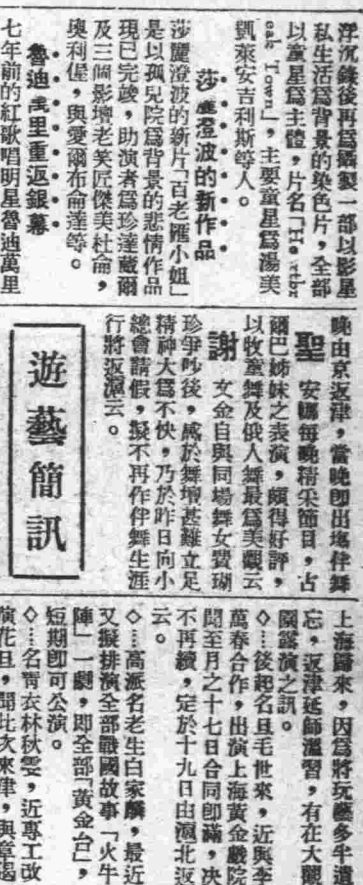 浮沉錄後再爲攝製一部以影星
私生活爲背景的染色片,全部
以童星爲主體,片名「
eak Town」,主要童星爲湯美
凱萊安吉利斯等人。
莎麗澄波的新作品
莎麗澄波的新片「百老匯小姐」
是以孤兒院爲背景的悲情作品
現已完竣,助演者爲珍達蕨爾
及三個影壇老笑匠傑美杜侖,
奧利偓,與愛爾布侖達等。
魯迪萬里重返銀幕
七年前的紅歌唱明星魯迪萬里
晚由京返津,當晚即出塲伴舞
聖 安娜每晚精采節目,古
爾巴姊妹之表演,頗得好評,
以牧童舞及俄人舞最爲美觀云
謝 文金自與同場舞女賀瑚
珍爭吵後,感於舞壇甚難立足
精神大爲不快,乃於昨日向小
總會請假,擬不再作伴舞生涯
行將返滬云。
遊藝簡訊
上海歸來,因爲將玩藝多半遺
忘,返津延師溫習,有在大觀
園露演之訊。
◇…後起名旦毛世來,近與李
萬春合作,出演上海黃金戲院
聞至月之十七日合同即滿,决
不再續,定於十九日由滬北返
云。
◇…高派名老生白家麟,最近
又擬排演全部戰國故事「火牛
陣」一劇,即全部「黃金台」,
短期即可公演。
◇…名靑衣林秋雯,近專工改
演花旦,聞此次來津,與章遏